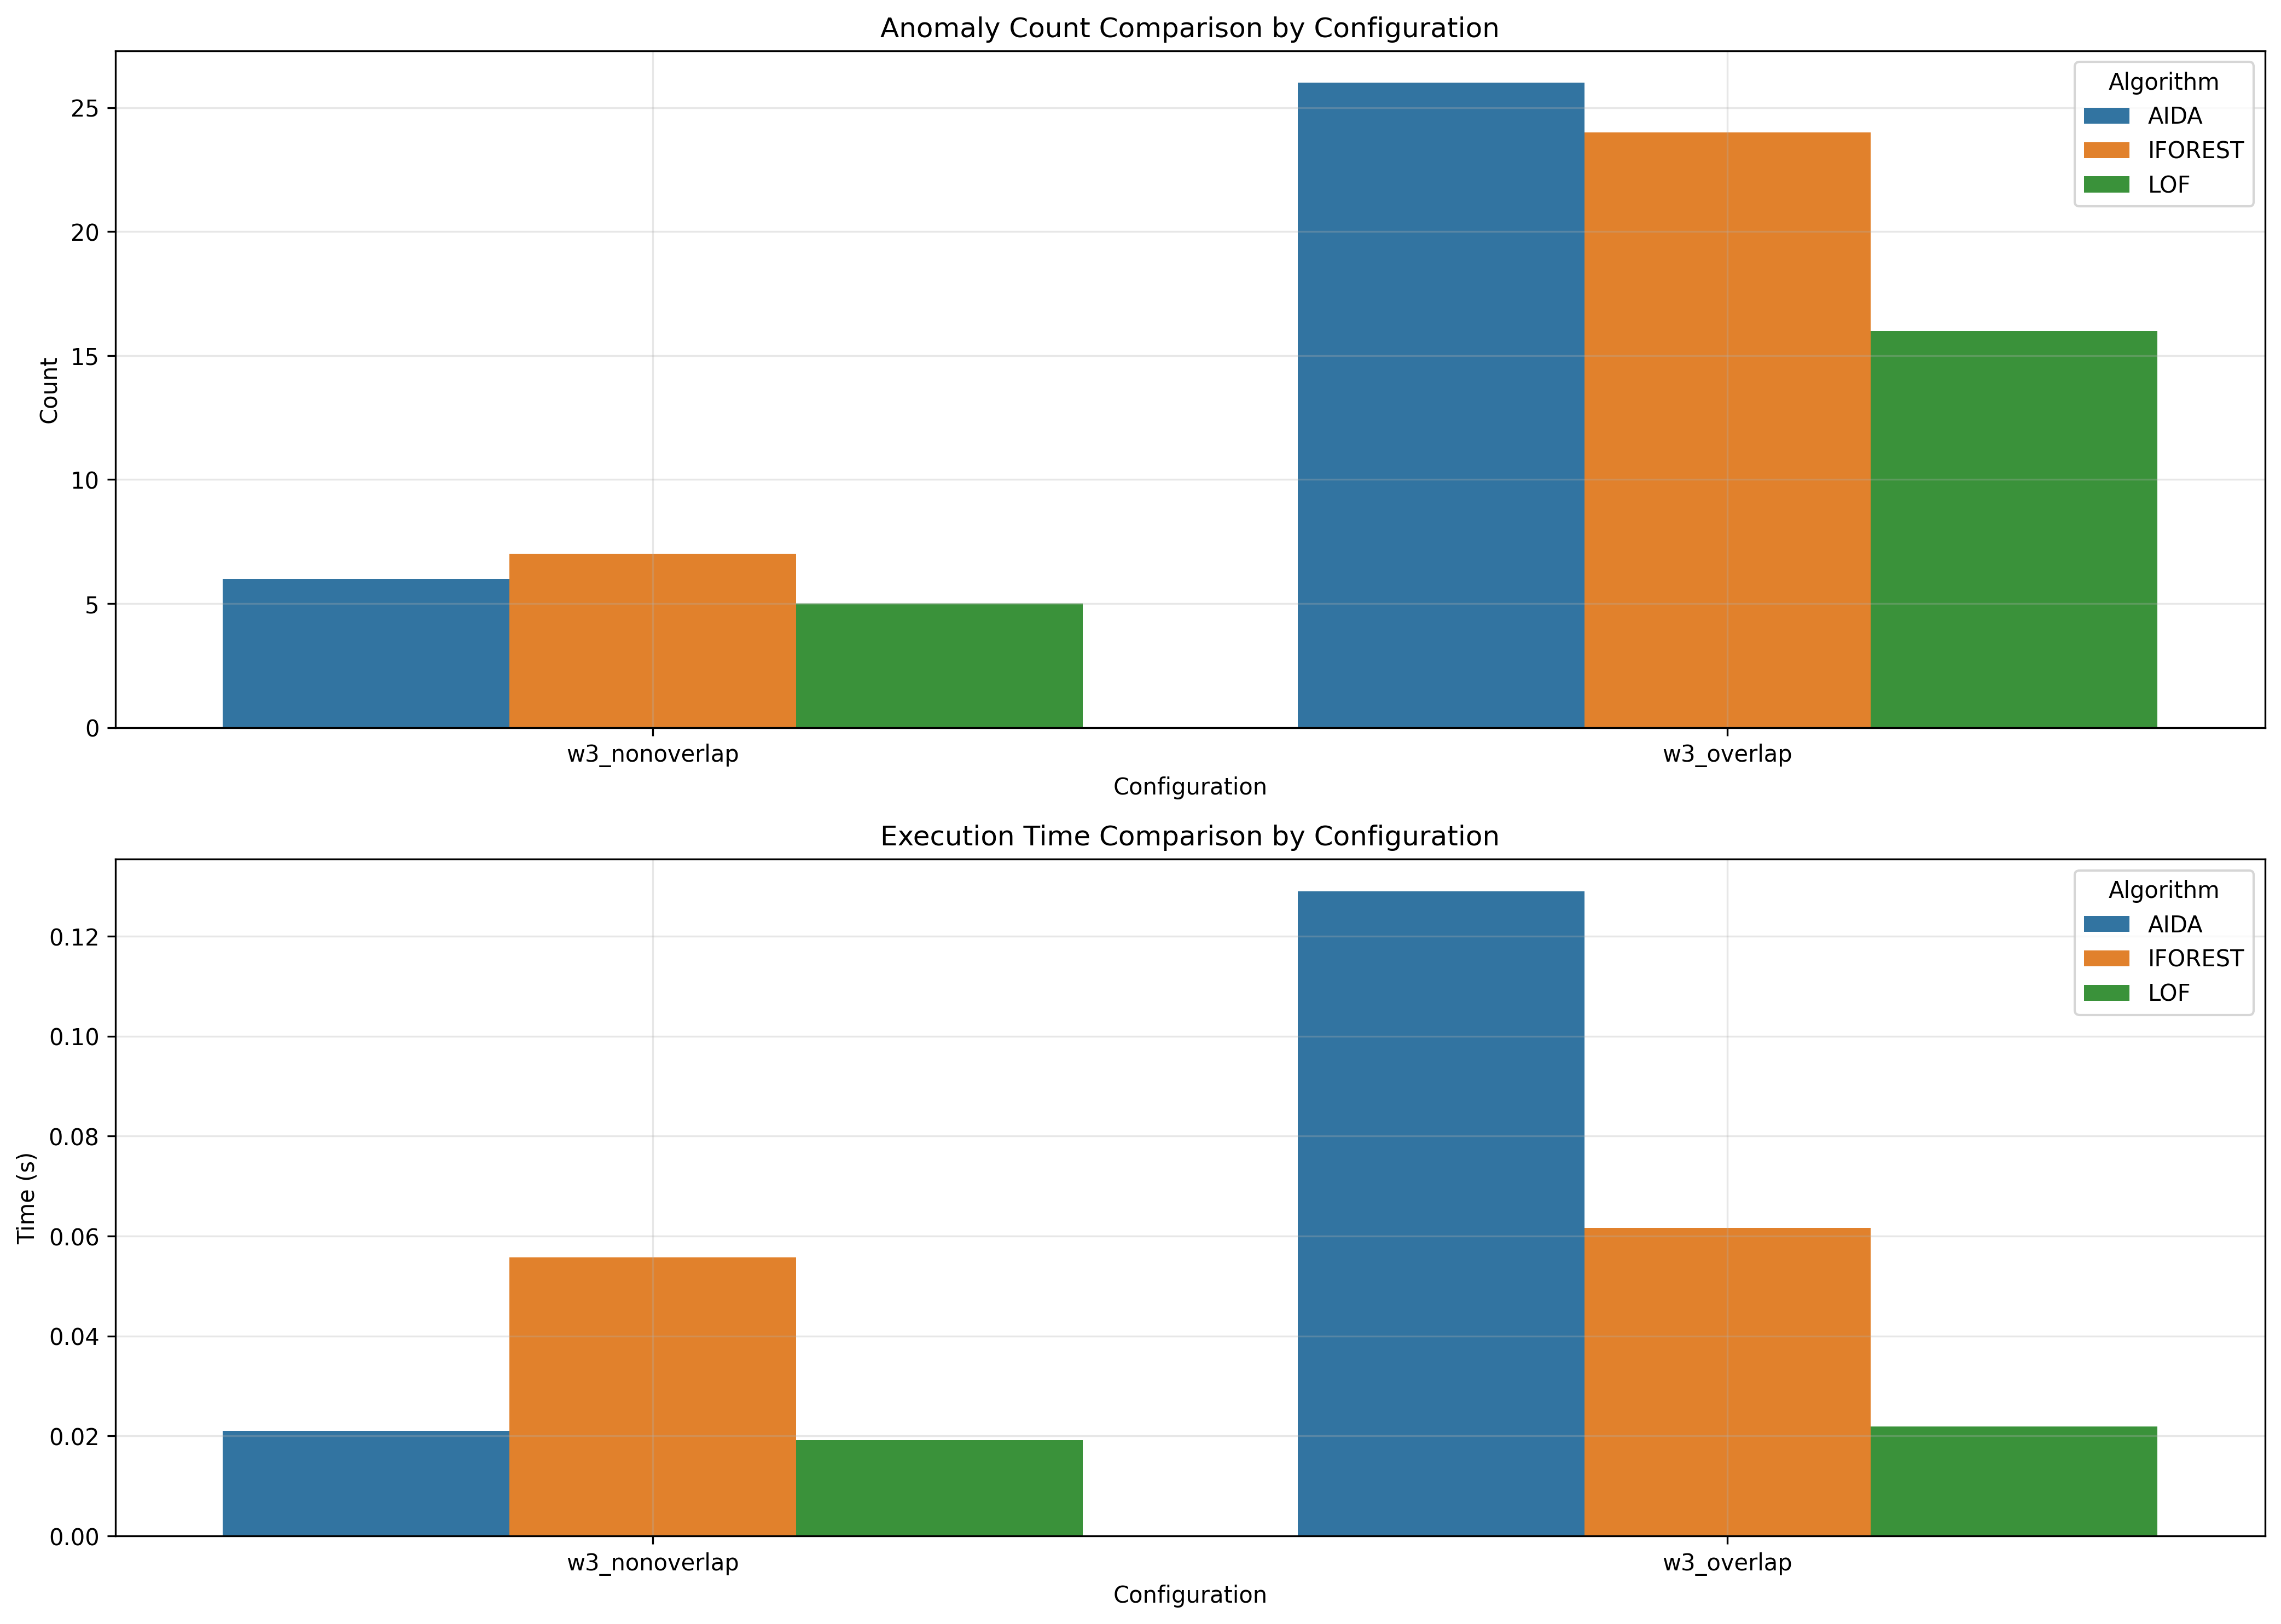 Anomaly Count Comparison by Configuration
Count
25
20
15
10
5
0
w3_nonoverlap
w3_overlap
Configuration
Algorithm
AIDA
IFOREST
LOF
Execution Time Comparison by Configuration
Time (s)
0.12
0.10
0.08
0.06
0.04
0.02
0.00
w3_nonoverlap
w3_overlap
Configuration
Algorithm
AIDA
IFOREST
LOF